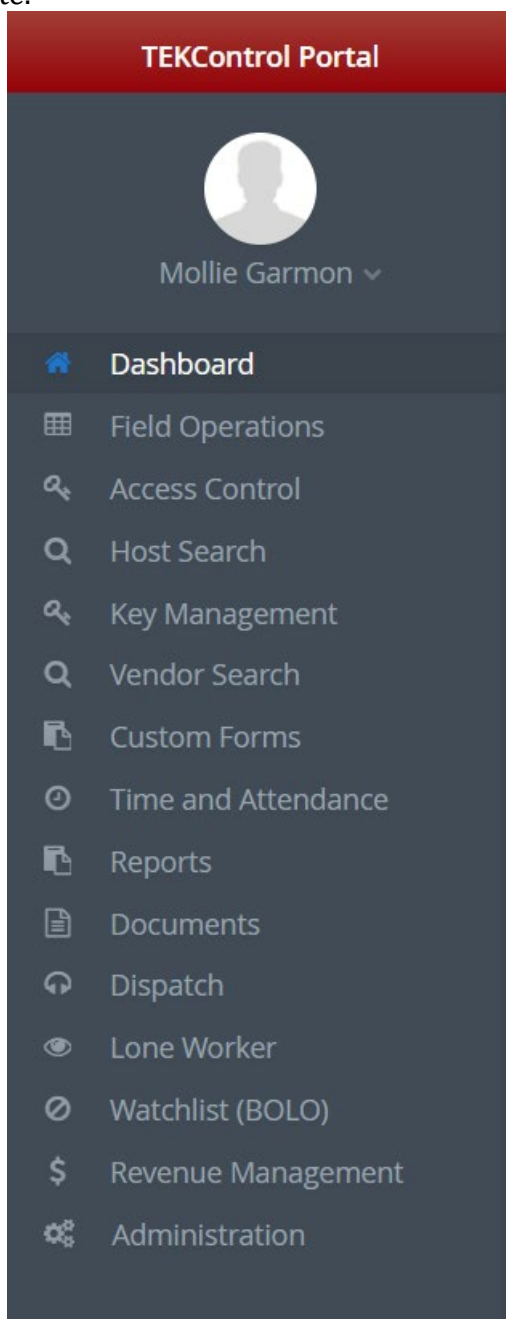 TEKControl Portal
Mollie Garmon
Dashboard
Field Operations
Access Control
Host Search
Key Management
Vendor Search
Custom Forms
Time and Attendance
Reports
Documents
Dispatch
Lone Worker
Watchlist (BOLO)
$ Revenue Management
Administration